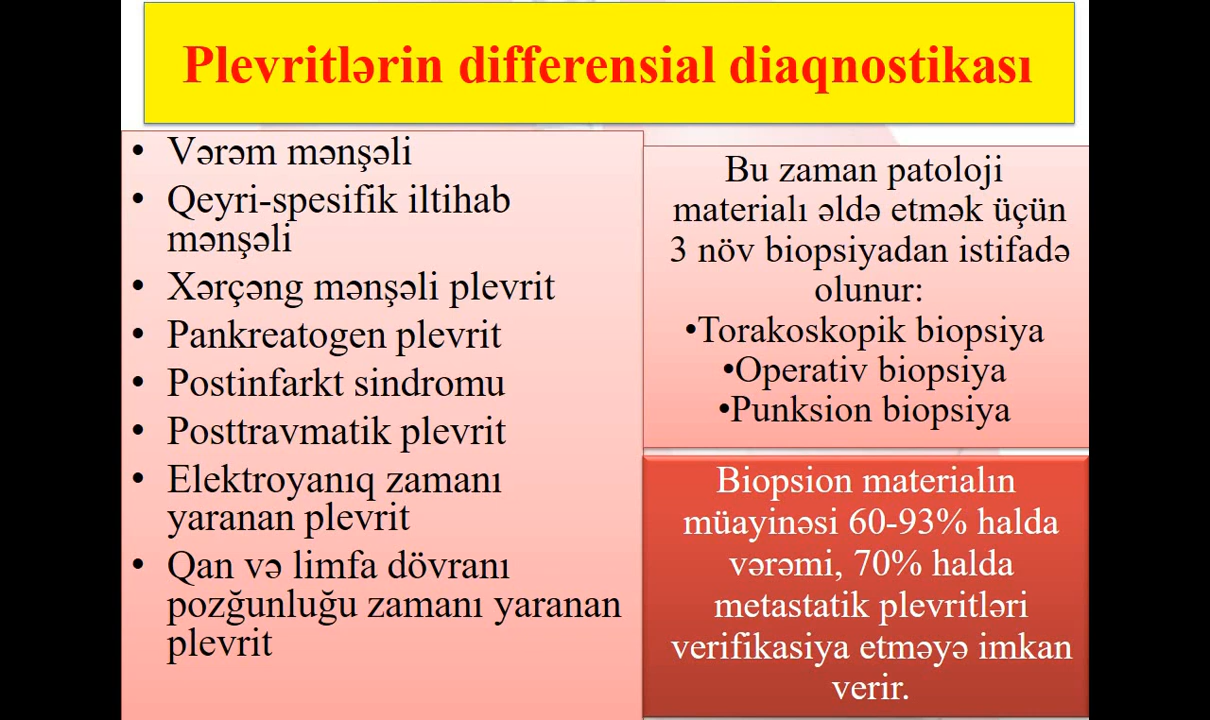 Plevritlərin differensial diaqnostikası
• Vərəm mənşəli
• Qeyri-spesifik iltihab
mənşəli
• Xərçəng mənşəli plevrit
• Pankreatogen plevrit
• Postinfarkt sindromu
• Posttravmatik plevrit
• Elektroyanıq zamanı
yaranan plevrit
• Qan və limfa dövranı
pozğunluğu zamanı yaranan
plevrit
Bu zaman patoloji
materialı əldə etmək üçün
3 növ biopsiyadan istifadə
olunur:
•Torakoskopik biopsiya
•Operativ biopsiya
•Punksion biopsiya
Biopsion materialın
müayinəsi 60-93% halda
vərəmi, 70% halda
metastatik plevritləri
verifikasiya etməyə imkan
verir.